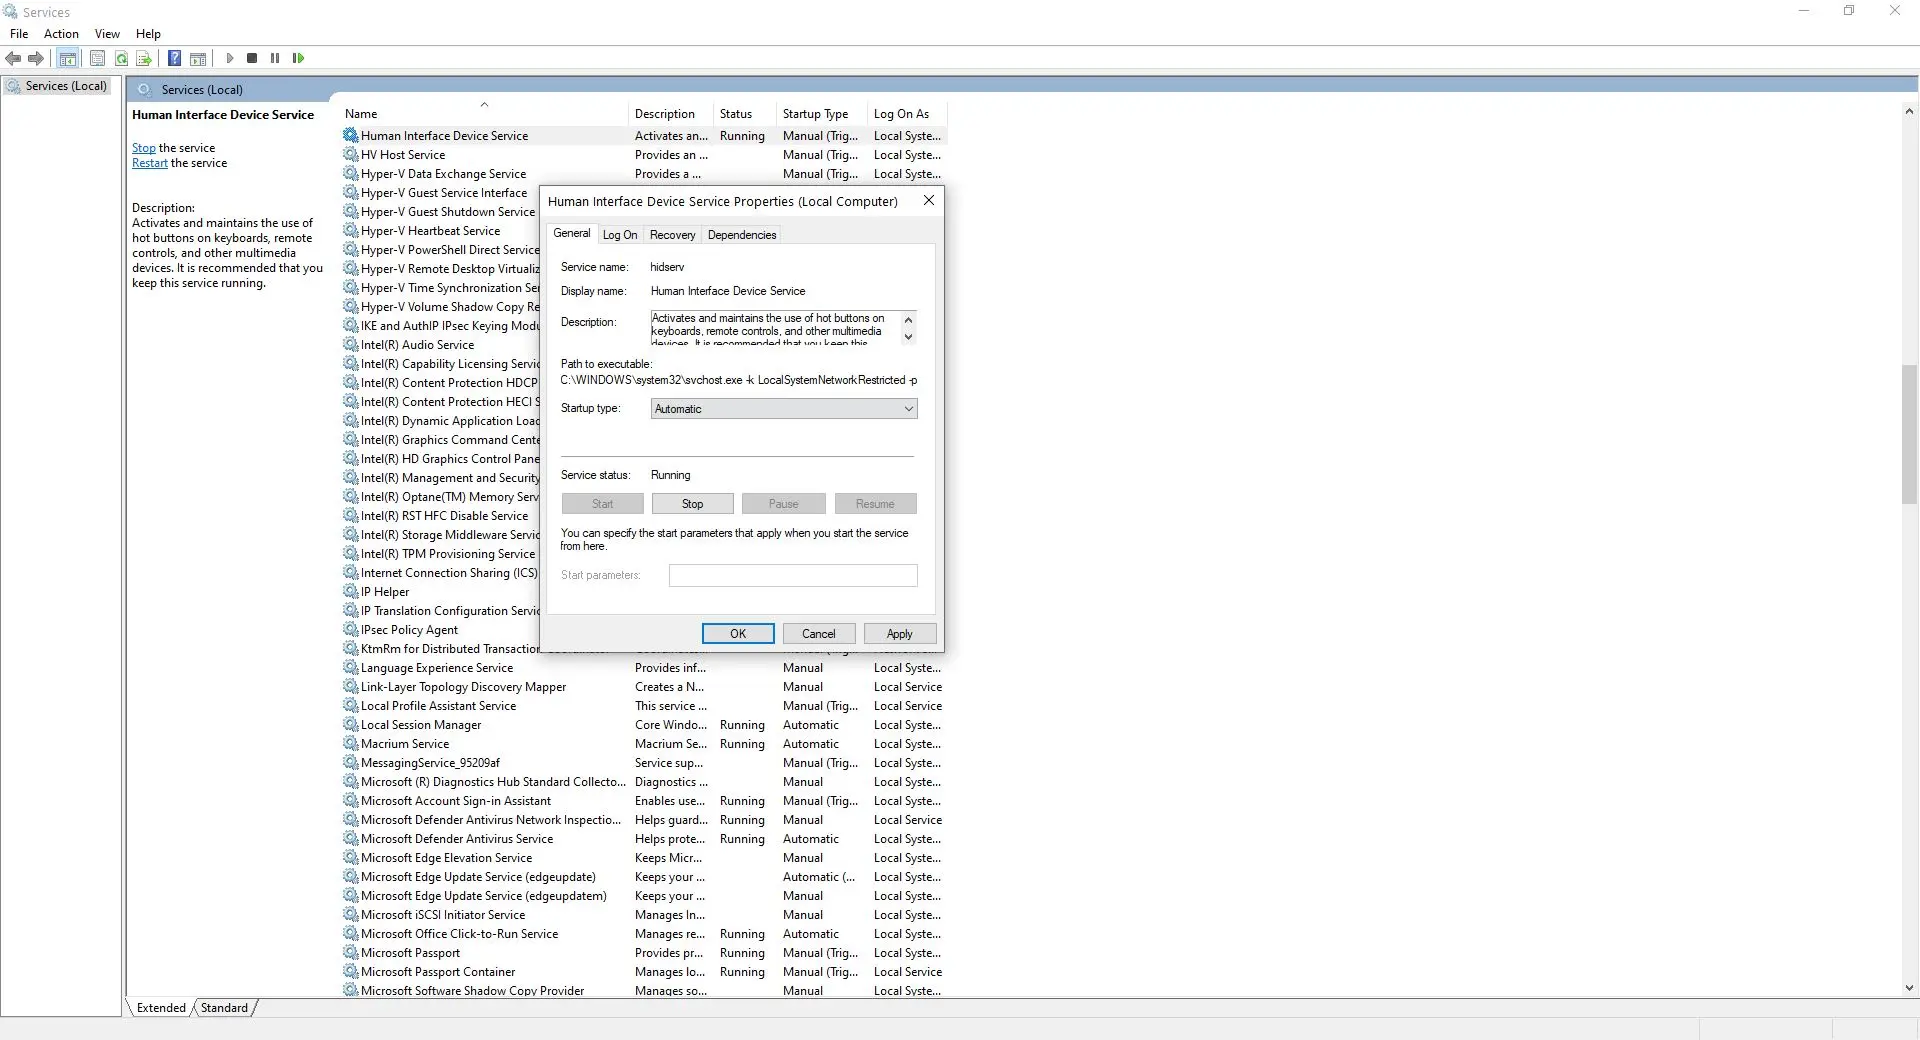 Services
File Action View Help
Services (Local)
Services (Local)
Human Interface Device Service
Stop the service
Restart the service
Description:
Activates and maintains the use of
hot buttons on keyboards, remote
controls, and other multimedia
devices. It is recommended that you
keep this service running.
Name Description Status Startup Type Log On As
Human Interface Device Service Activates an... Running Manual (Trig... Local Syste...
HV Host Service Provides an ... Manual (Trig... Local Syste...
Hyper-V Data Exchange Service Provides a ... Manual (Trig... Local Syste...
Hyper-V Guest Service Interface
Hyper-V Guest Shutdown Service
Hyper-V Heartbeat Service
Hyper-V PowerShell Direct Service
Hyper-V Remote Desktop Virtualiz
Hyper-V Time Synchronization Se
Hyper-V Volume Shadow Copy Re
IKE and AuthIP IPsec Keying Modu
Intel(R) Audio Service
Intel(R) Capability Licensing Servic
Intel(R) Content Protection HDCP
Intel(R) Content Protection HECI S
Intel(R) Dynamic Application Load
Intel(R) Graphics Command Cente
Intel(R) HD Graphics Control Pane
Intel(R) Management and Security
Intel(R) Optane(TM) Memory Serv
Intel(R) RST HFC Disable Service
Intel(R) Storage Middleware Servic
Intel(R) TPM Provisioning Service
Internet Connection Sharing (ICS)
IP Helper
IP Translation Configuration Servic
IPsec Policy Agent
KtmRm for Distributed Transaction
Language Experience Service Provides inf... Manual Local Syste...
Link-Layer Topology Discovery Mapper Creates a N... Manual Local Service
Local Profile Assistant Service This service ... Manual (Trig... Local Service
Local Session Manager Core Windo... Running Automatic Local Syste...
Macrium Service Macrium Se... Running Automatic Local Syste...
MessagingService_95209af Service sup... Manual (Trig... Local Syste...
Microsoft (R) Diagnostics Hub Standard Collecto... Diagnostics ... Manual Local Syste...
Microsoft Account Sign-in Assistant Enables use... Running Manual (Trig... Local Syste...
Microsoft Defender Antivirus Network Inspectio... Helps guard... Running Manual Local Service
Microsoft Defender Antivirus Service Helps prote... Running Automatic Local Syste...
Microsoft Edge Elevation Service Keeps Micr... Manual Local Syste...
Microsoft Edge Update Service (edgeupdate) Keeps your ... Automatic (... Local Syste...
Microsoft Edge Update Service (edgeupdatem) Keeps your ... Manual Local Syste...
Microsoft iSCSI Initiator Service Manages In... Manual Local Syste...
Microsoft Office Click-to-Run Service Manages re... Running Automatic Local Syste...
Microsoft Passport Provides pr... Running Manual (Trig... Local Syste...
Microsoft Passport Container Manages lo... Running Manual (Trig... Local Service
Microsoft Software Shadow Copy Provider Manages so... Manual Local Syste...
Human Interface Device Service Properties (Local Computer)
General Log On Recovery Dependencies
Service name: hidserv
Display name: Human Interface Device Service
Description: Activates and maintains the use of hot buttons on
keyboards, remote controls, and other multimedia
devices. It is recommended that you keep this
Path to executable:
C:\WINDOWS\system32\svchost.exe -k LocalSystemNetworkRestricted -p
Startup type: Automatic
Service status: Running
Start Stop Pause Resume
You can specify the start parameters that apply when you start the service
from here.
Start parameters:
OK Cancel Apply
Extended Standard